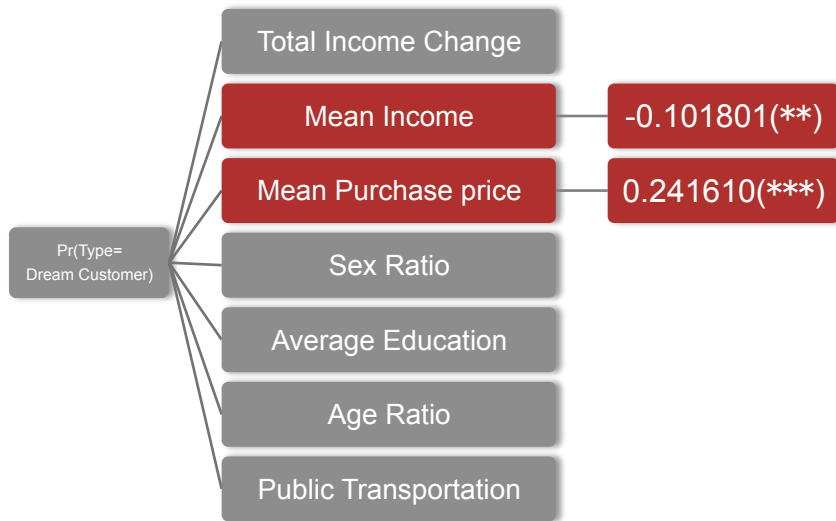 Total Income Change
Mean Income
-0.101801(**)
Mean Purchase price
0.241610(***)
Pr(Type=
Dream Customer)
Sex Ratio
Average Education
Age Ratio
Public Transportation